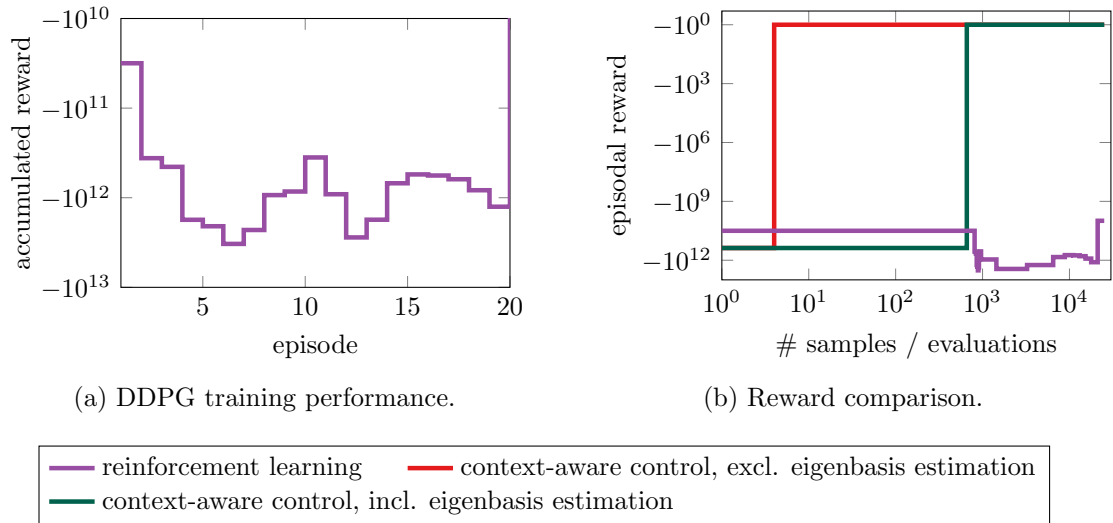 accumulated reward
−10^10
−10^11
−10^12
−10^13
5
10
15
20
episode
(a) DDPG training performance.
episodal reward
−10^0
−10^3
−10^6
−10^9
−10^12
10^0
10^1
10^2
10^3
10^4
# samples / evaluations
(b) Reward comparison.
reinforcement learning
context-aware control, excl. eigenbasis estimation
context-aware control, incl. eigenbasis estimation